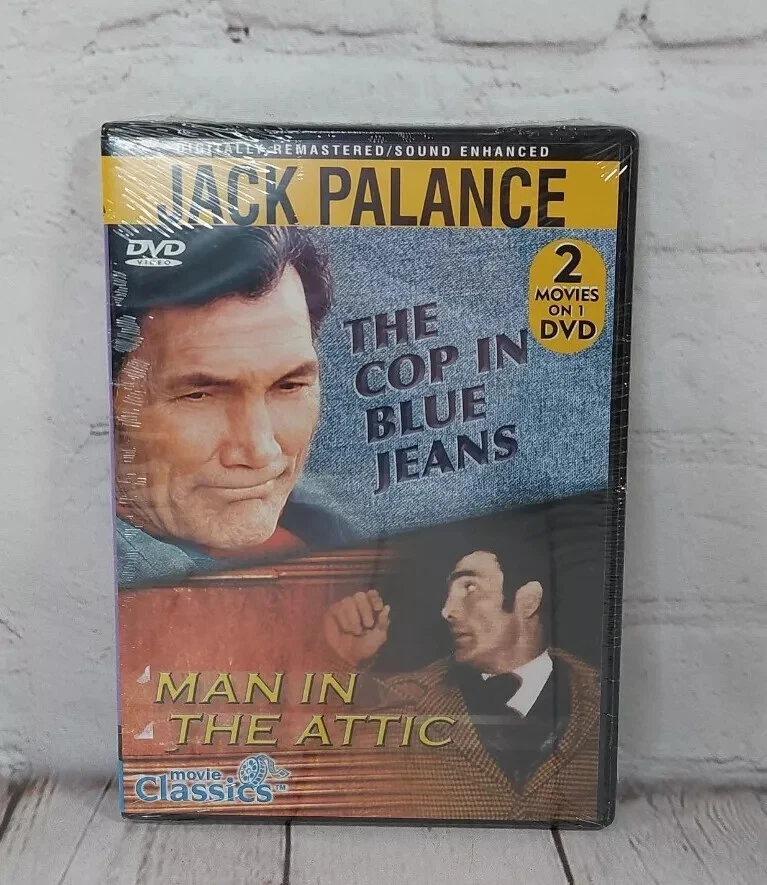 DIGITALLY REMASTERED/SOUND ENHANCED
JACK PALANCE
DVD
VIDEO
2
MOVIES
ON 1
DVD
THE
COP IN
BLUE
JEANS
MAN IN
THE ATTIC
movie
Classics™